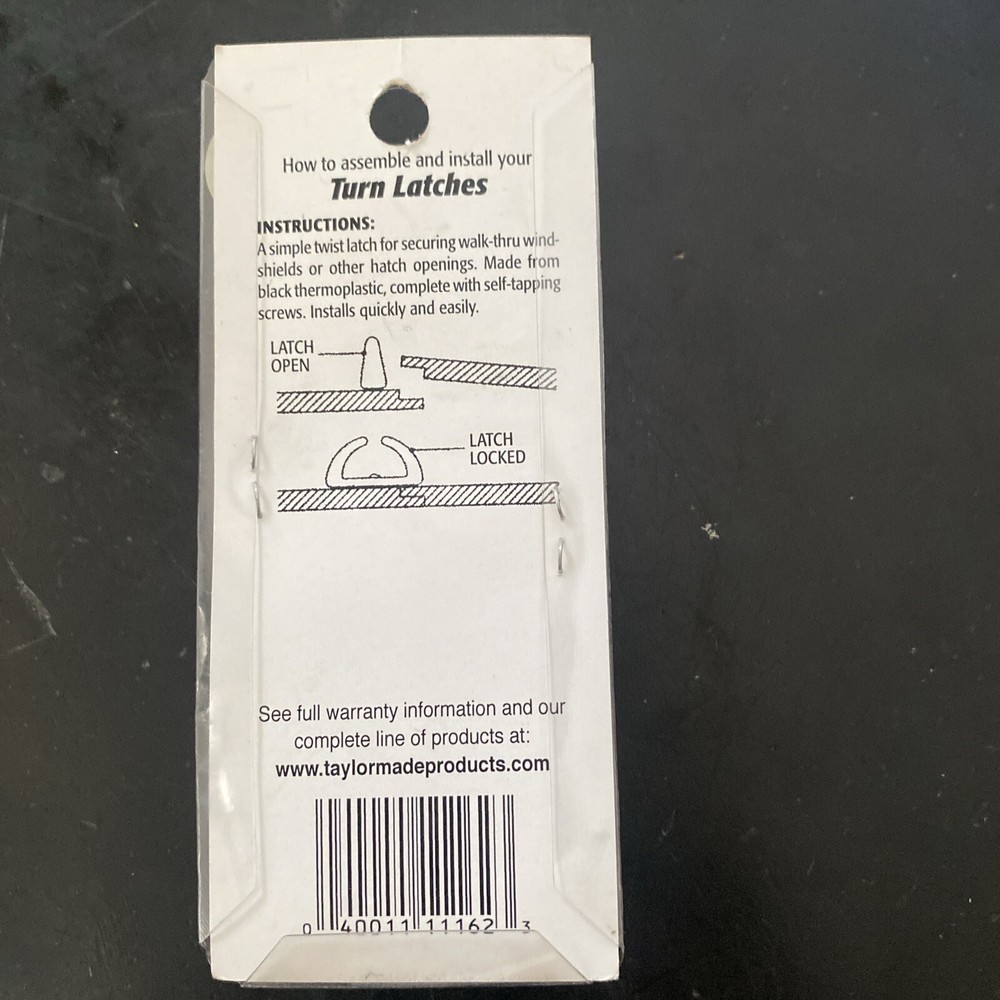 How to assemble and install your
Turn Latches
INSTRUCTIONS:
A simple twist latch for securing walk-thru wind-
shields or other hatch openings. Made from
black thermoplastic, complete with self-tapping
screws. Installs quickly and easily.
LATCH
OPEN
LATCH
LOCKED
See full warranty information and our
complete line of products at:
www.taylormadeproducts.com
0 40011 11162 3